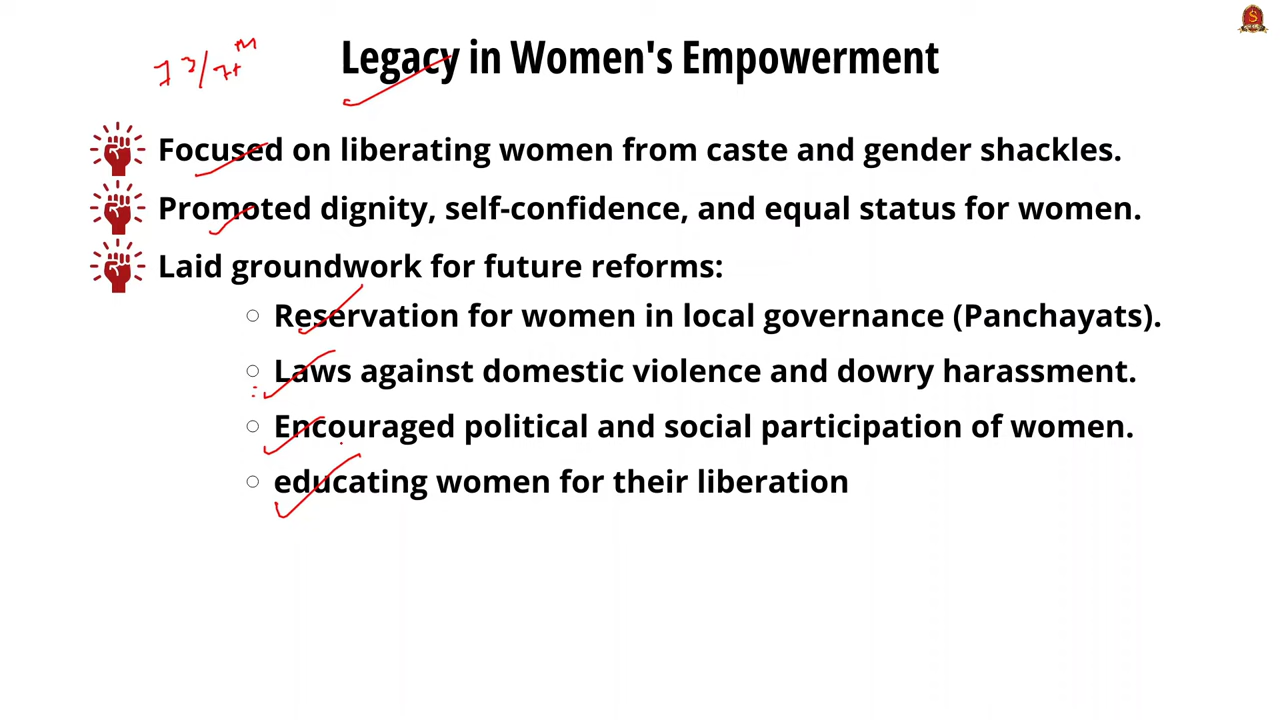 73/74th
Legacy in Women's Empowerment
Focused on liberating women from caste and gender shackles.
Promoted dignity, self-confidence, and equal status for women.
Laid groundwork for future reforms:
Reservation for women in local governance (Panchayats).
Laws against domestic violence and dowry harassment.
Encouraged political and social participation of women.
educating women for their liberation